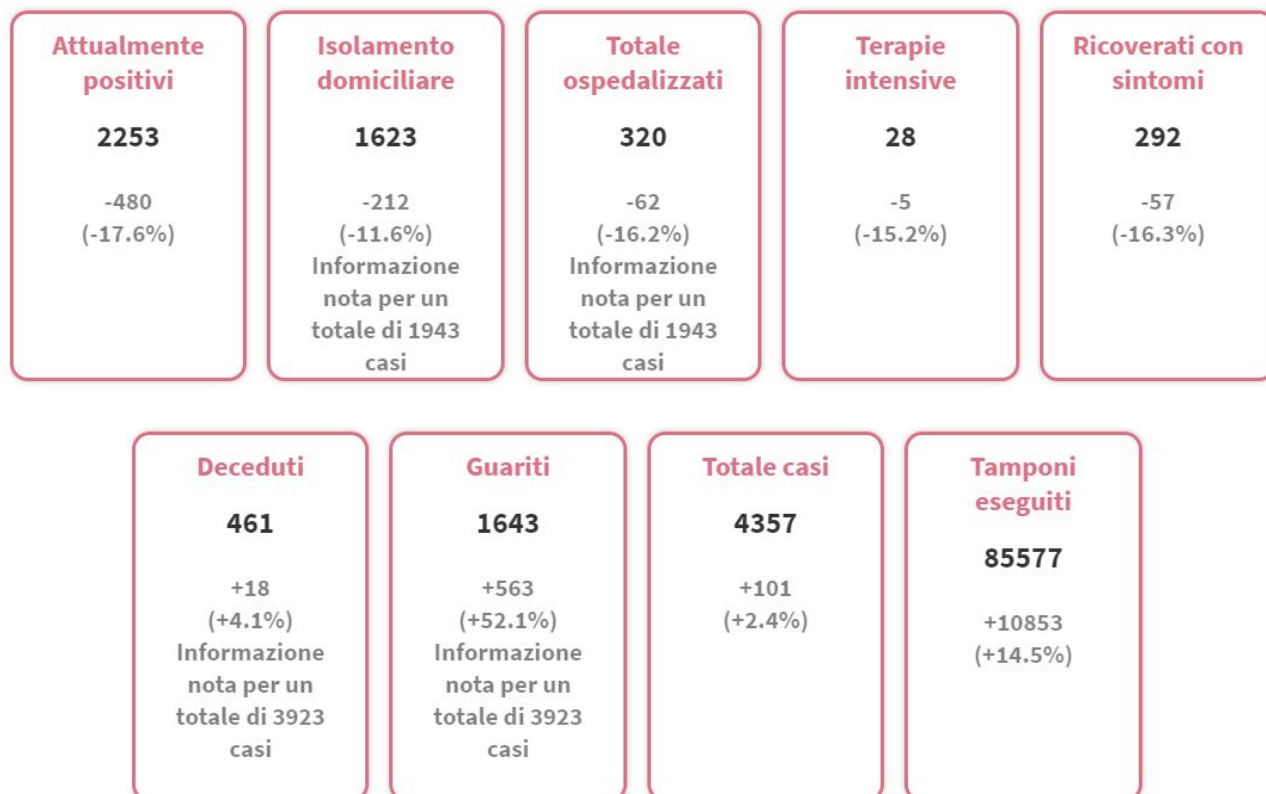 Attualmente
positivi
2253
-480
(-17.6%)
Isolamento
domiciliare
1623
-212
(-11.6%)
Informazione
nota per un
totale di 1943
casi
Totale
ospedalizzati
320
-62
(-16.2%)
Informazione
nota per un
totale di 1943
casi
Terapie
intensive
28
-5
(-15.2%)
Ricoverati con
sintomi
292
-57
(-16.3%)
Deceduti
461
+18
(+4.1%)
Informazione
nota per un
totale di 3923
casi
Guariti
1643
+563
(+52.1%)
Informazione
nota per un
totale di 3923
casi
Totale casi
4357
+101
(+2.4%)
Tamponi
eseguiti
85577
+10853
(+14.5%)